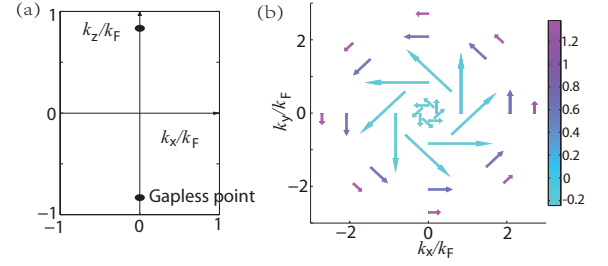 (a)
1
0
−1
−1
0
1
k_z/k_F
k_x/k_F
Gapless point
(b)
k_y/k_F
2
0
−2
−2
0
2
k_x/k_F
1.2
1
0.8
0.6
0.4
0.2
0
-0.2